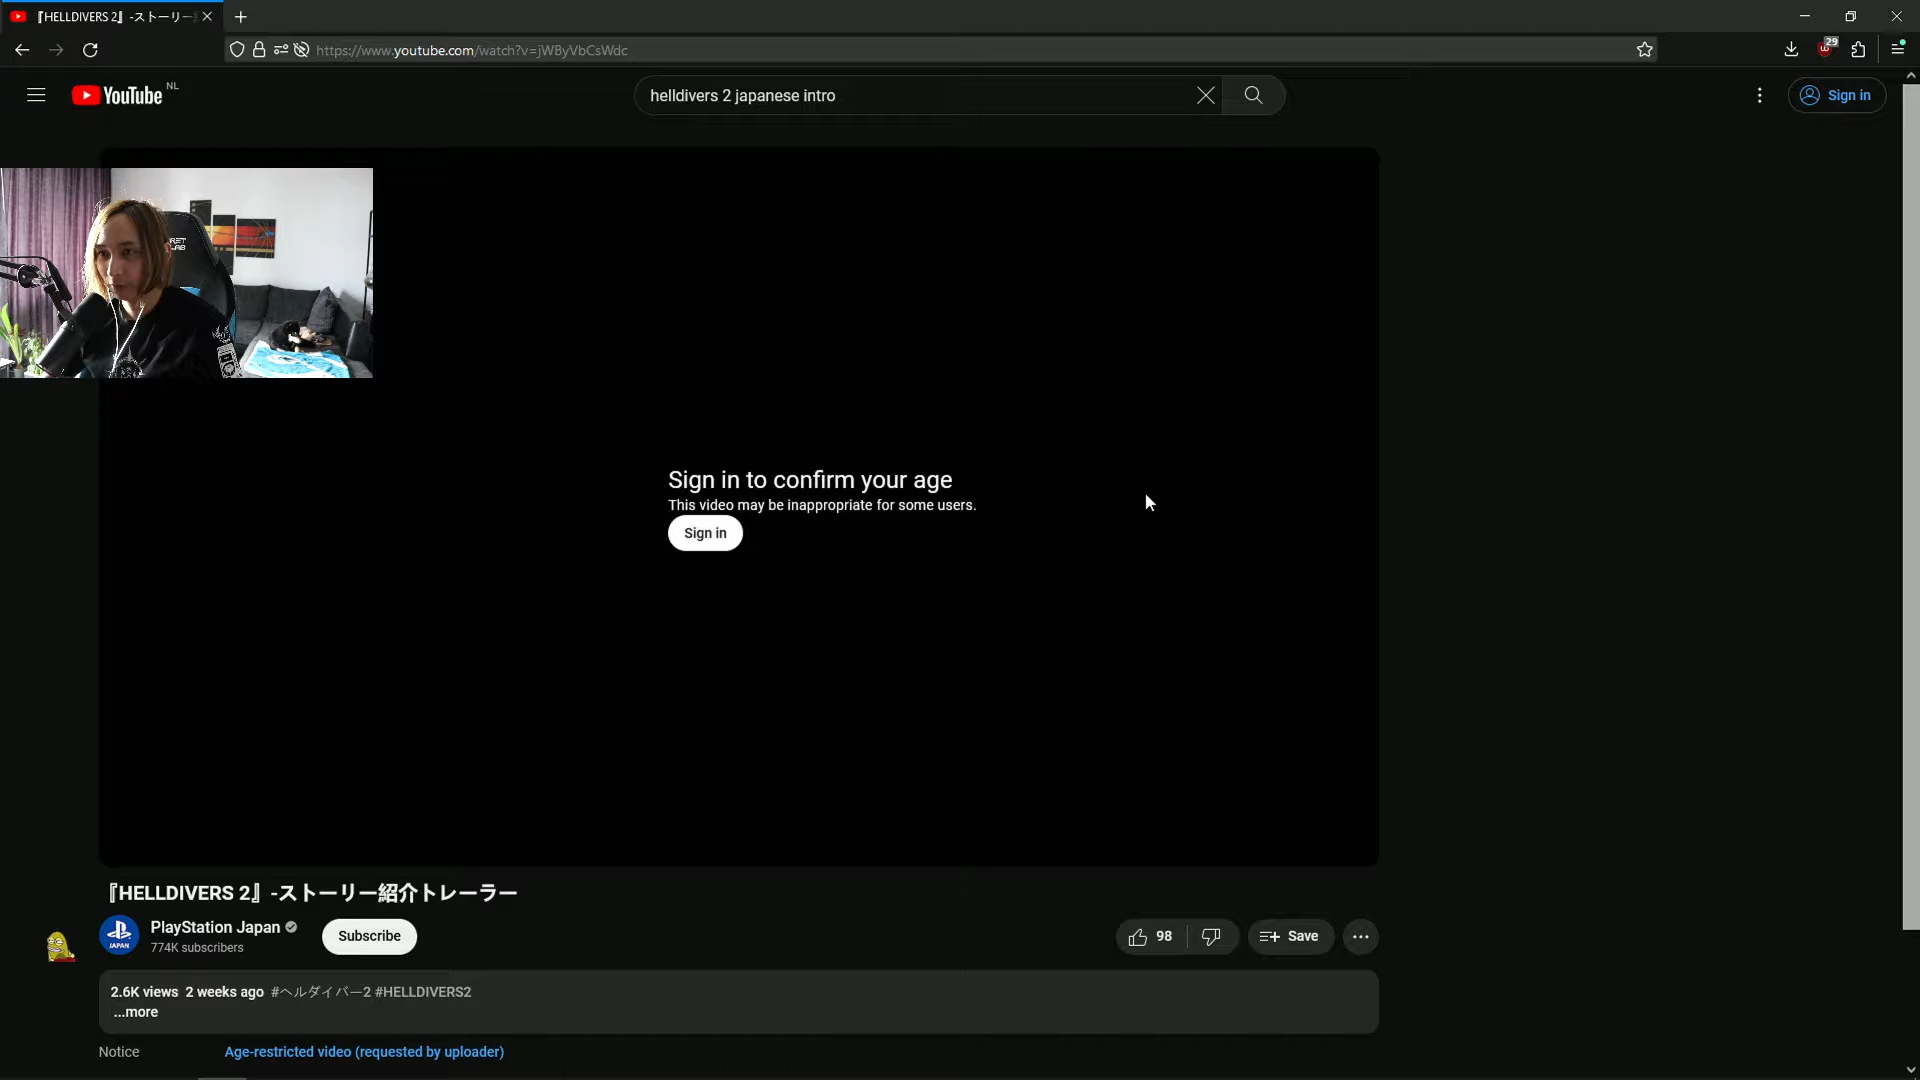 『HELLDIVERS 2』 -ストーリー
https://www.youtube.com/watch?v=jWByVbCsWdc
29
YouTube NL
helldivers 2 japanese intro
Sign in
Sign in to confirm your age
This video may be inappropriate for some users.
Sign in
『HELLDIVERS 2』-ストーリー紹介トレーラー
JAPAN
PlayStation Japan
774K subscribers
Subscribe
98
Save
2.6K views 2 weeks ago #ヘルダイバー2 #HELLDIVERS2
...more
Notice
Age-restricted video (requested by uploader)